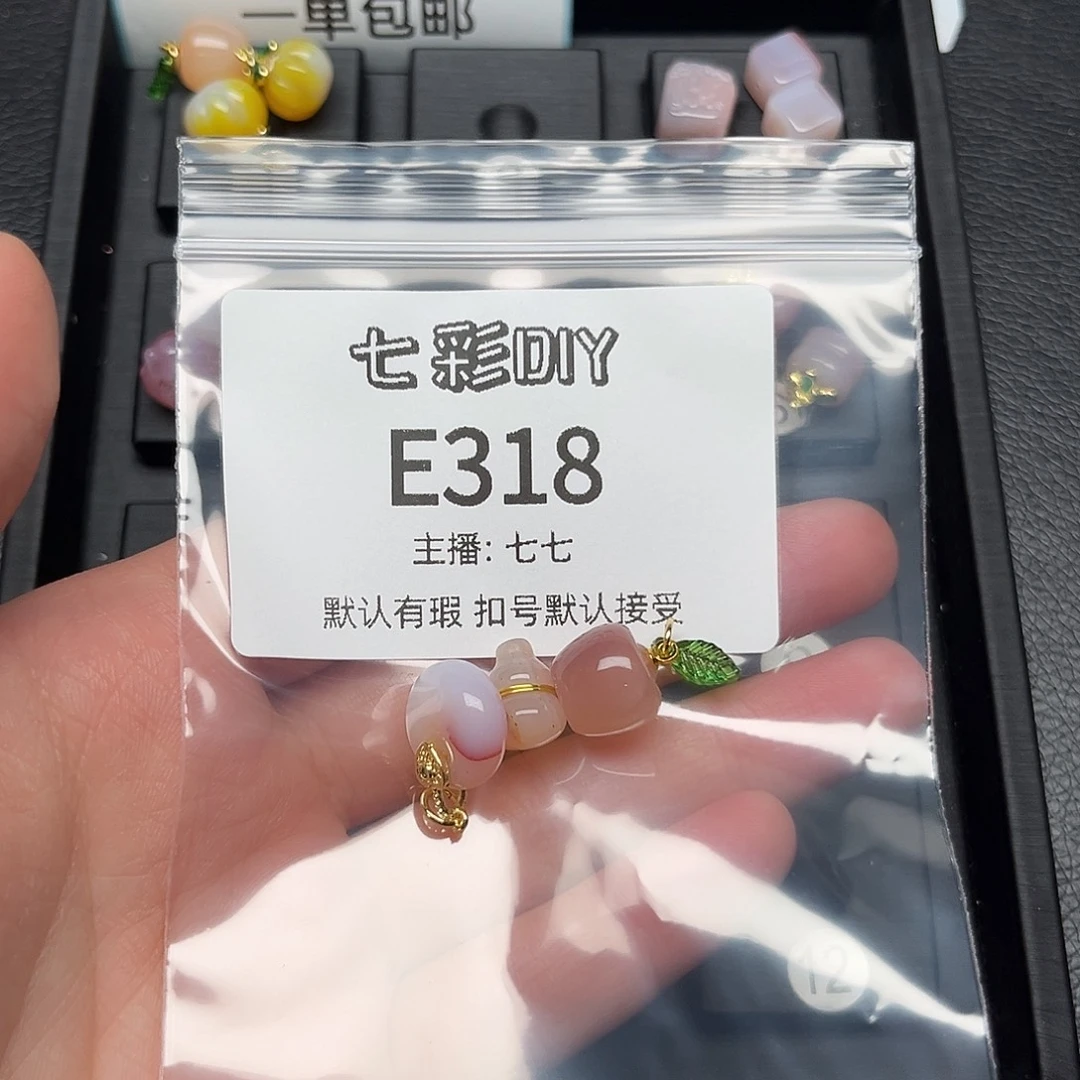 一单包邮
七彩DIY
E318
主播: 七七
默认有瑕 扣号默认接受
12